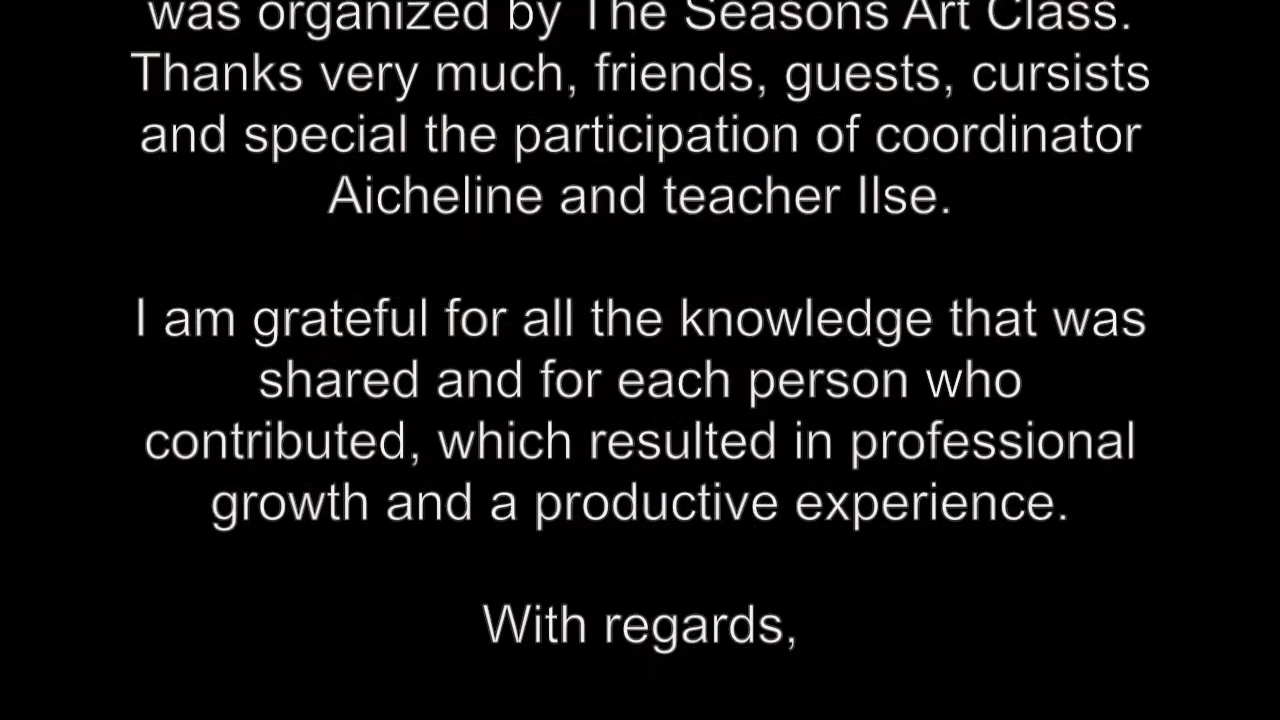 was organized by The Seasons Art Class.
Thanks very much, friends, guests, cursists
and special the participation of coordinator
Aicheline and teacher Ilse.
I am grateful for all the knowledge that was
shared and for each person who
contributed, which resulted in professional
growth and a productive experience.
With regards,